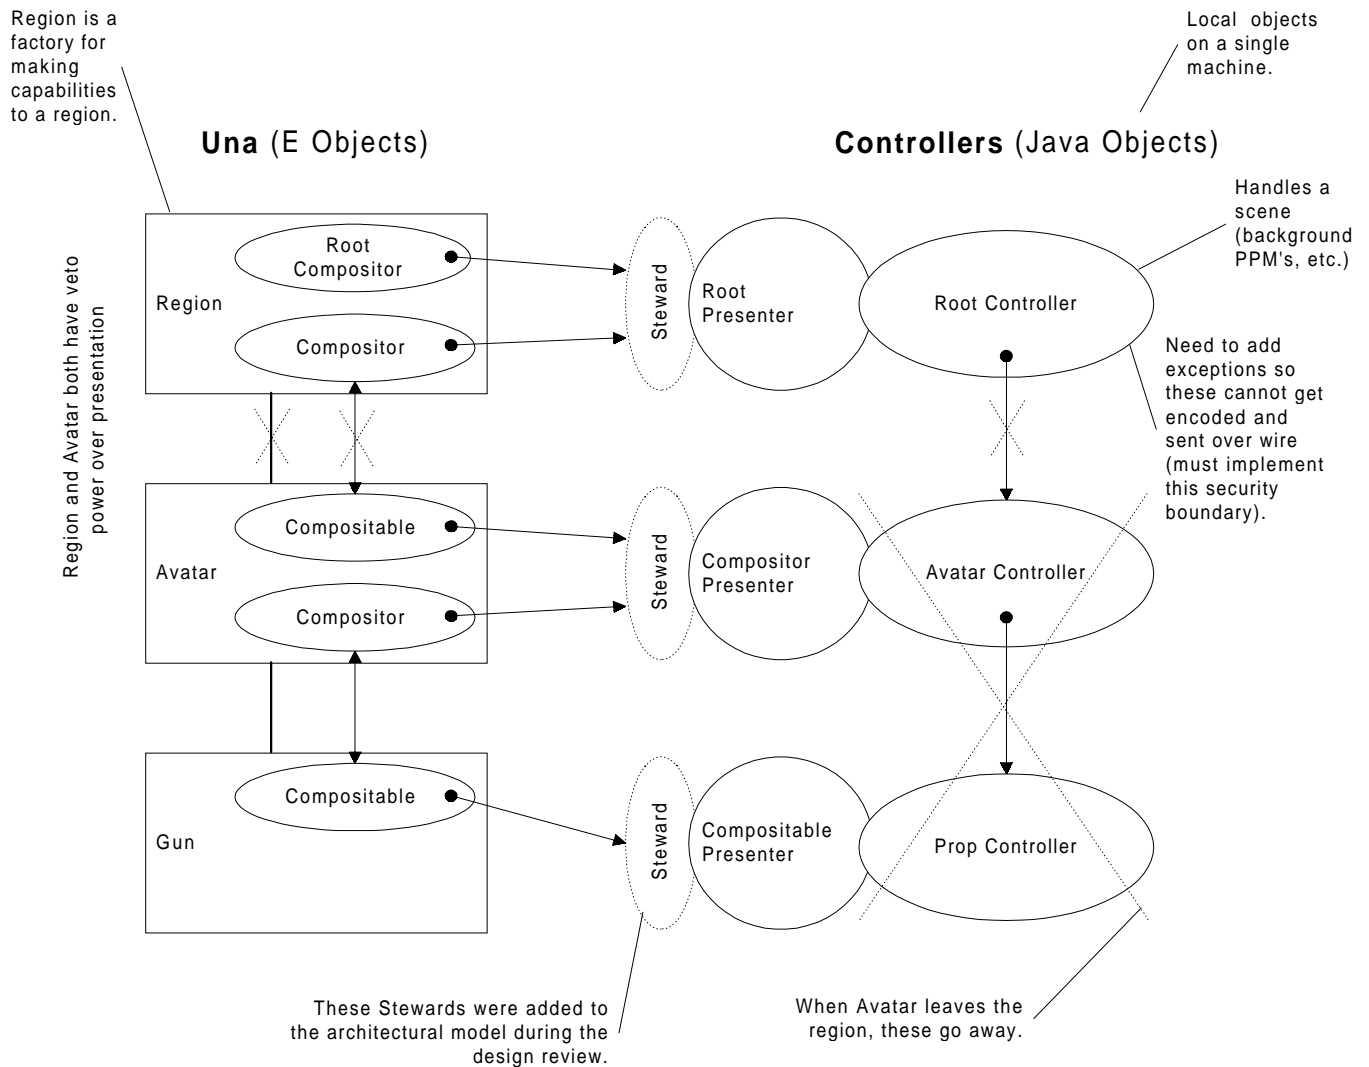 Region is a
factory for
making
capabilities
to a region.
Local objects
on a single
machine.
Una (E Objects)
Controllers (Java Objects)
Handles a
scene
(background
PPM's, etc.)
Root
Compositor
Region
Compositor
Steward
Root
Presenter
Root Controller
Need to add
exceptions so
these cannot get
encoded and
sent over wire
(must implement
this security
boundary).
Region and Avatar both have veto
power over presentation
Compositable
Avatar
Compositor
Steward
Compositor
Presenter
Avatar Controller
Compositable
Gun
Steward
Compositable
Presenter
Prop Controller
These Stewards were added to
the architectural model during the
design review.
When Avatar leaves the
region, these go away.